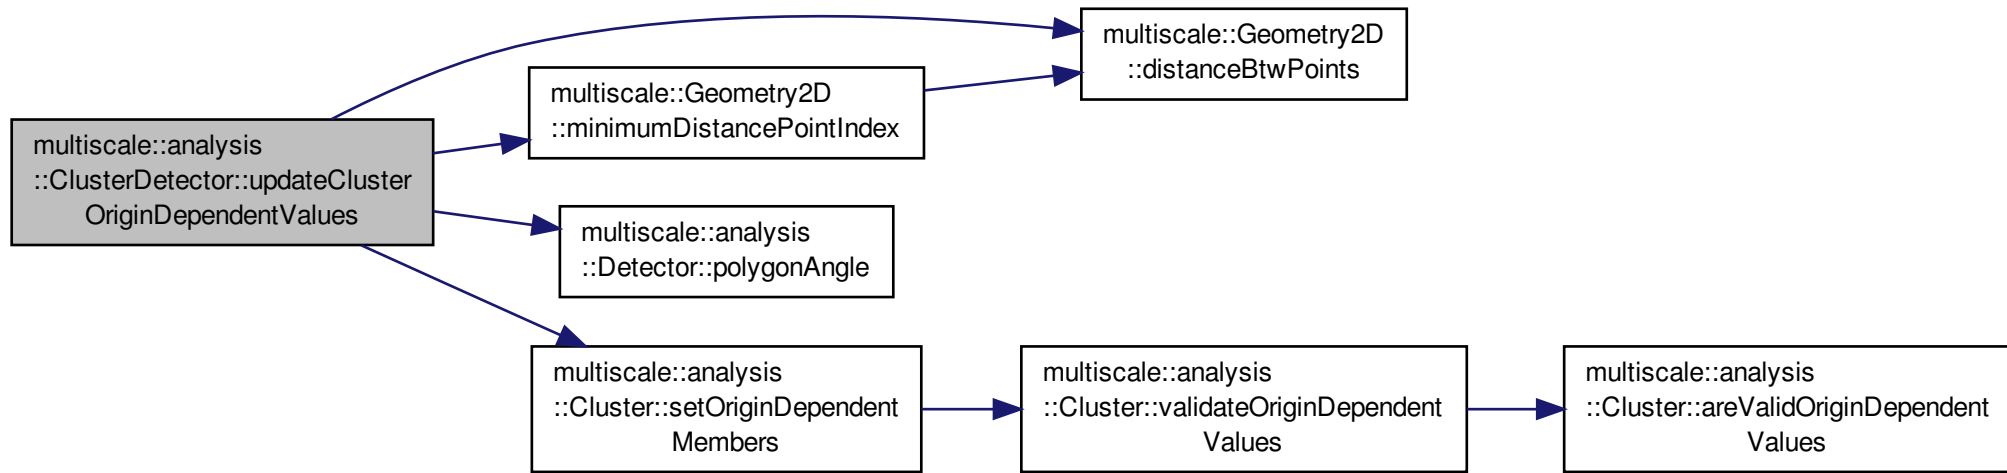 multiscale::analysis
::ClusterDetector::updateCluster
OriginDependentValues
multiscale::Geometry2D
::minimumDistancePointIndex
multiscale::Geometry2D
::distanceBtwPoints
multiscale::analysis
::Detector::polygonAngle
multiscale::analysis
::Cluster::setOriginDependent
Members
multiscale::analysis
::Cluster::validateOriginDependent
Values
multiscale::analysis
::Cluster::areValidOriginDependent
Values